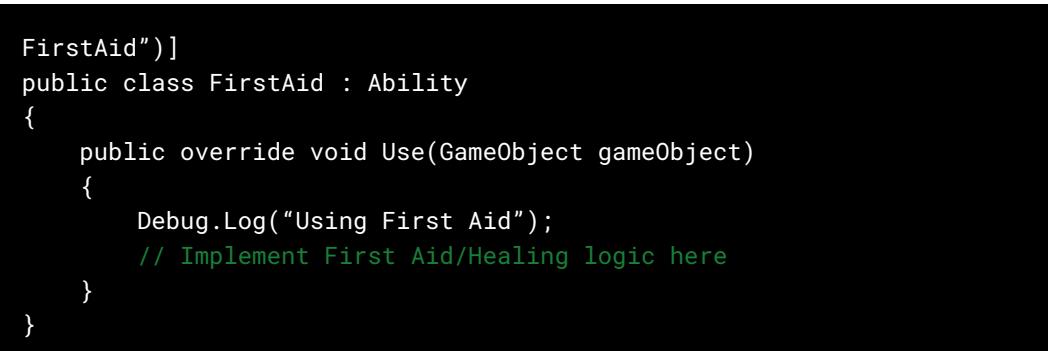 FirstAid”)]
public class FirstAid : Ability
{
    public override void Use(GameObject gameObject)
    {
        Debug.Log(“Using First Aid”);
        // Implement First Aid/Healing logic here
    }
}